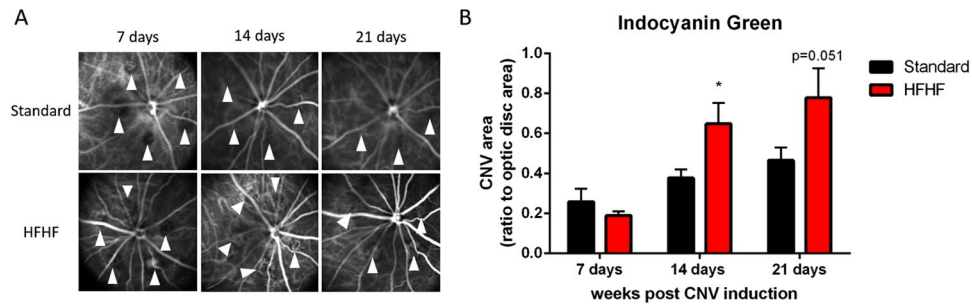 A
7 days
14 days
21 days
Standard
HFHF
B
Indocyanin Green
CNV area
(ratio to optic disc area)
1.0
0.8
0.6
0.4
0.2
0.0
*
p=0.051
Standard
HFHF
7 days
14 days
21 days
weeks post CNV induction